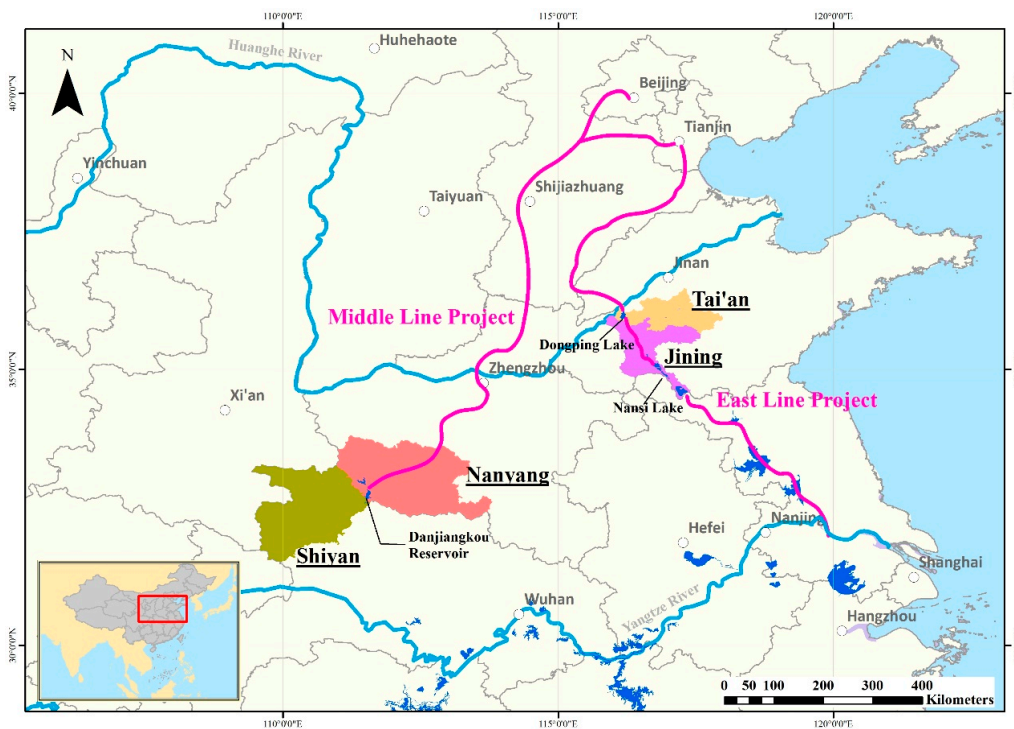 110°0'0"E
115°0'0"E
120°0'0"E
N
Huanghe River
Huhehaote
40°0'0"N
Beijing
Tianjin
Yinchuan
Taiyuan
Shijiazhuang
Jinan
Tai'an
Middle Line Project
Dongping Lake
Jining
35°0'0"N
Zhengzhou
Xi'an
Nansi Lake
East Line Project
Nanyang
Danjiangkou
Reservoir
Shiyan
Nanjing
Hefei
Shanghai
Wuhan
Yangtze River
Hangzhou
30°0'0"N
0 50 100 200 300 400
Kilometers
110°0'0"E
115°0'0"E
120°0'0"E